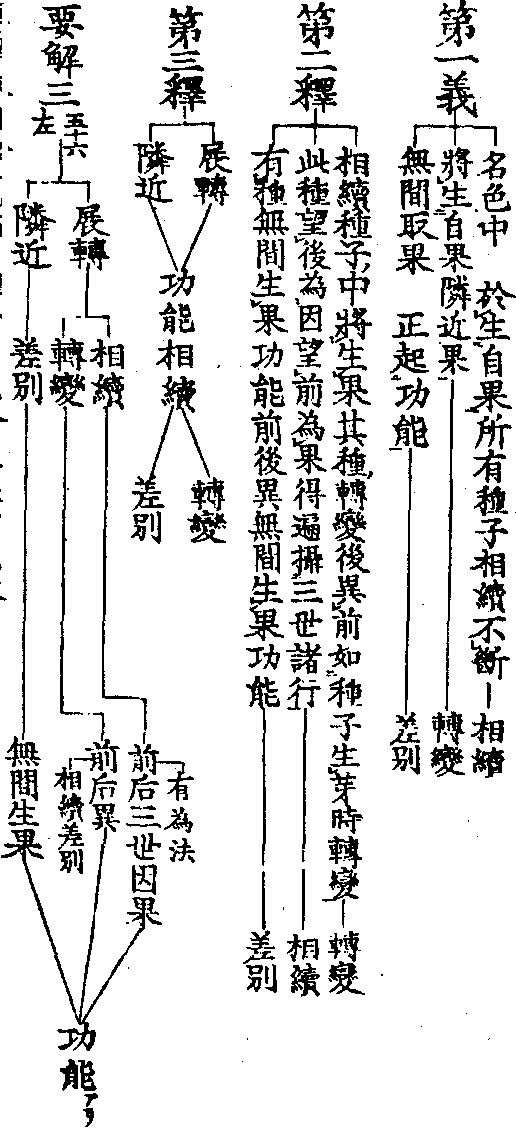 第一義
名色中　於生自果所有種子相續不斷 相續
將生自果隣近果 轉變
無間取果　正起功能 差別
第二釋
相續種子中將生果其種轉變後異前如種子生芽時轉變 轉變
此種望後為因望前為果得遍攝三世諸行 相續
有種無間生果功能前後異無間生果功能 差別
第三釋
展轉
隣近
功能相續
轉變
差別
要解三 五十六左
展轉
相續
前后三世因果
有為法
轉變
前后異
相續差別
隣近
差別
無間生果
功能アリ